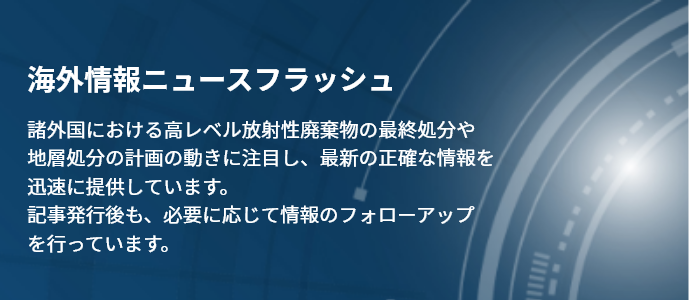 海外情報ニュースフラッシュ
諸外国における高レベル放射性廃棄物の最終処分や
地層処分の計画の動きに注目し、最新の正確な情報を
迅速に提供しています。
記事発行後も、必要に応じて情報のフォローアップ
を行っています。